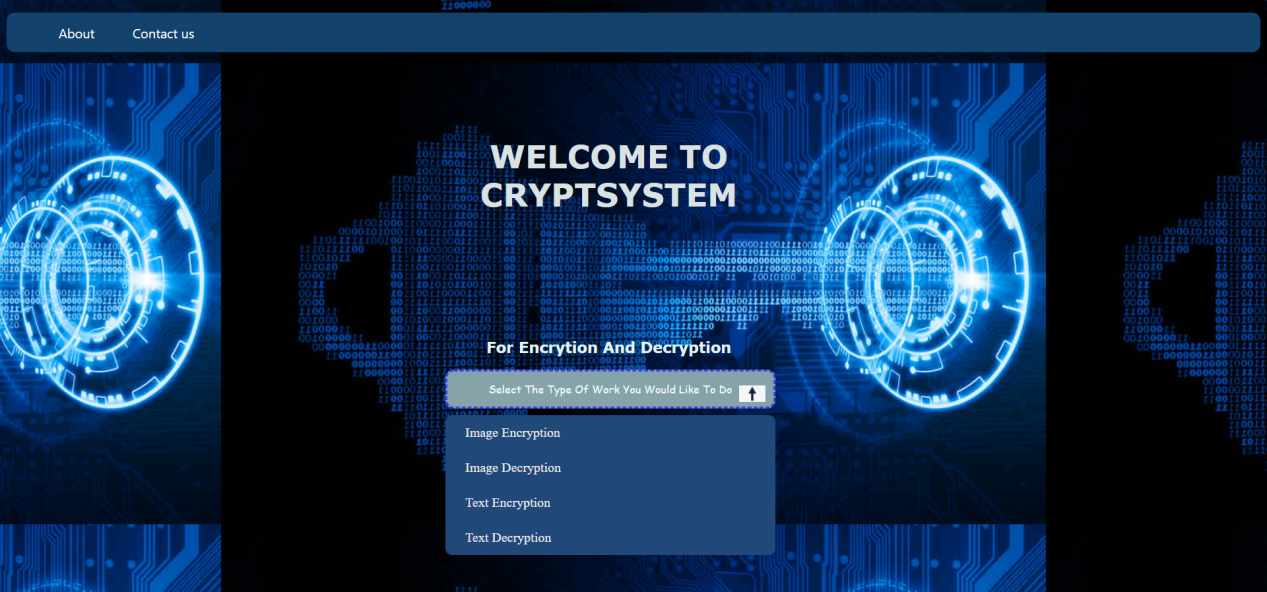 About Contact us
WELCOME TO
CRYPTSYSTEM
For Encrytion And Decryption
Select The Type Of Work You Would Like To Do
Image Encryption
Image Decryption
Text Encryption
Text Decryption